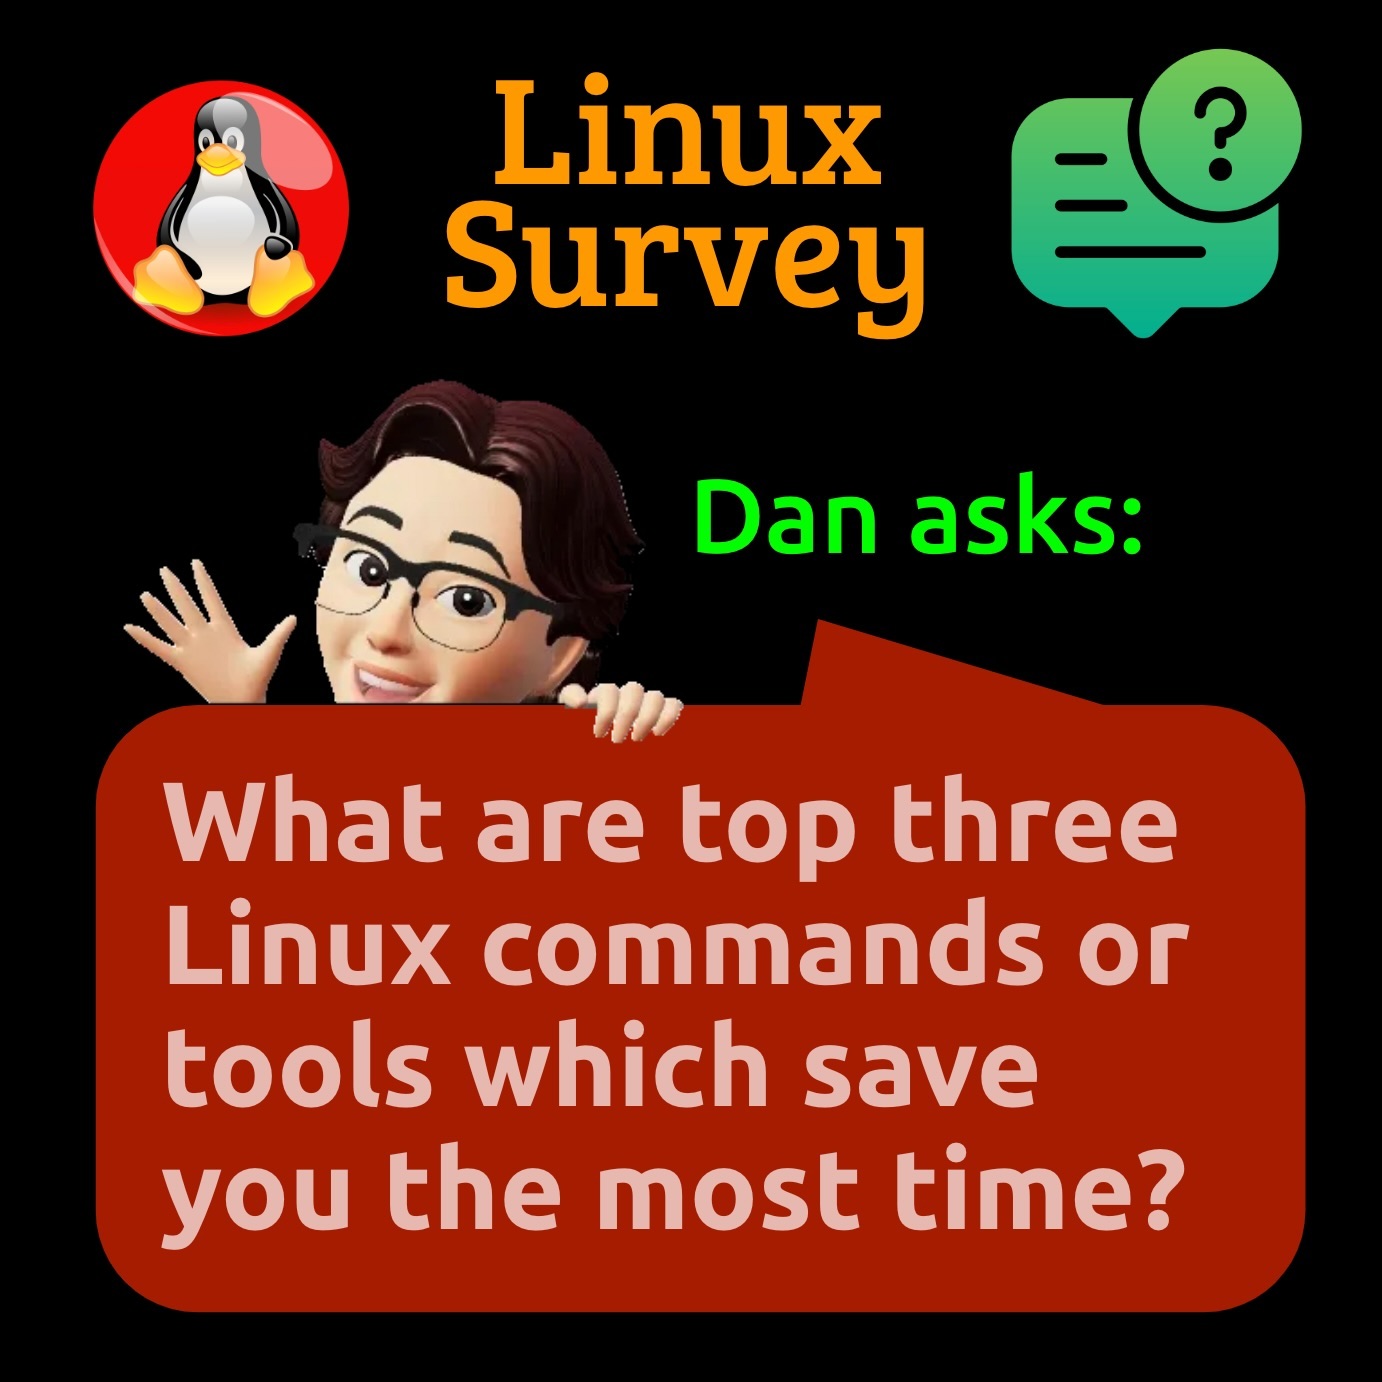 Linux
Survey
?
Dan asks:
What are top three
Linux commands or
tools which save
you the most time?